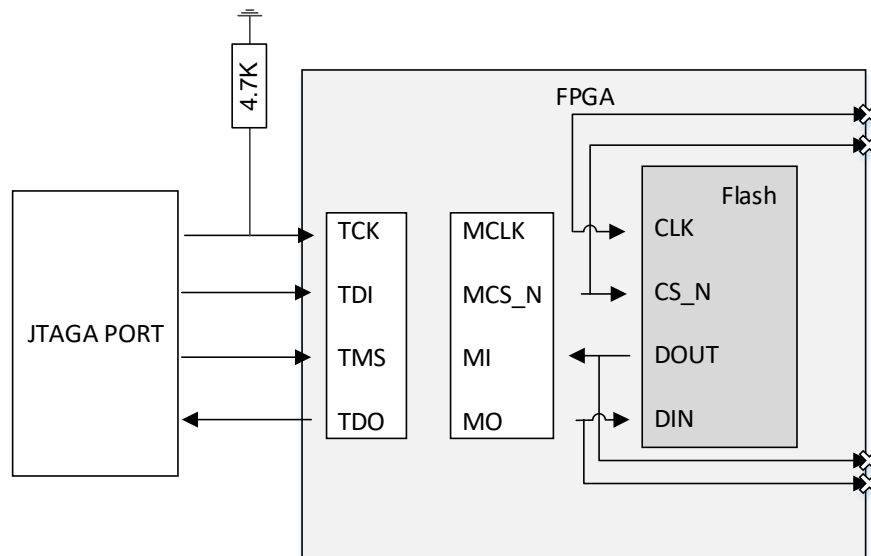 4.7K
FPGA
Flash
JTAGA PORT
TCK
MCLK
CLK
TDI
MCS_N
CS_N
TMS
MI
DOUT
TDO
MO
DIN